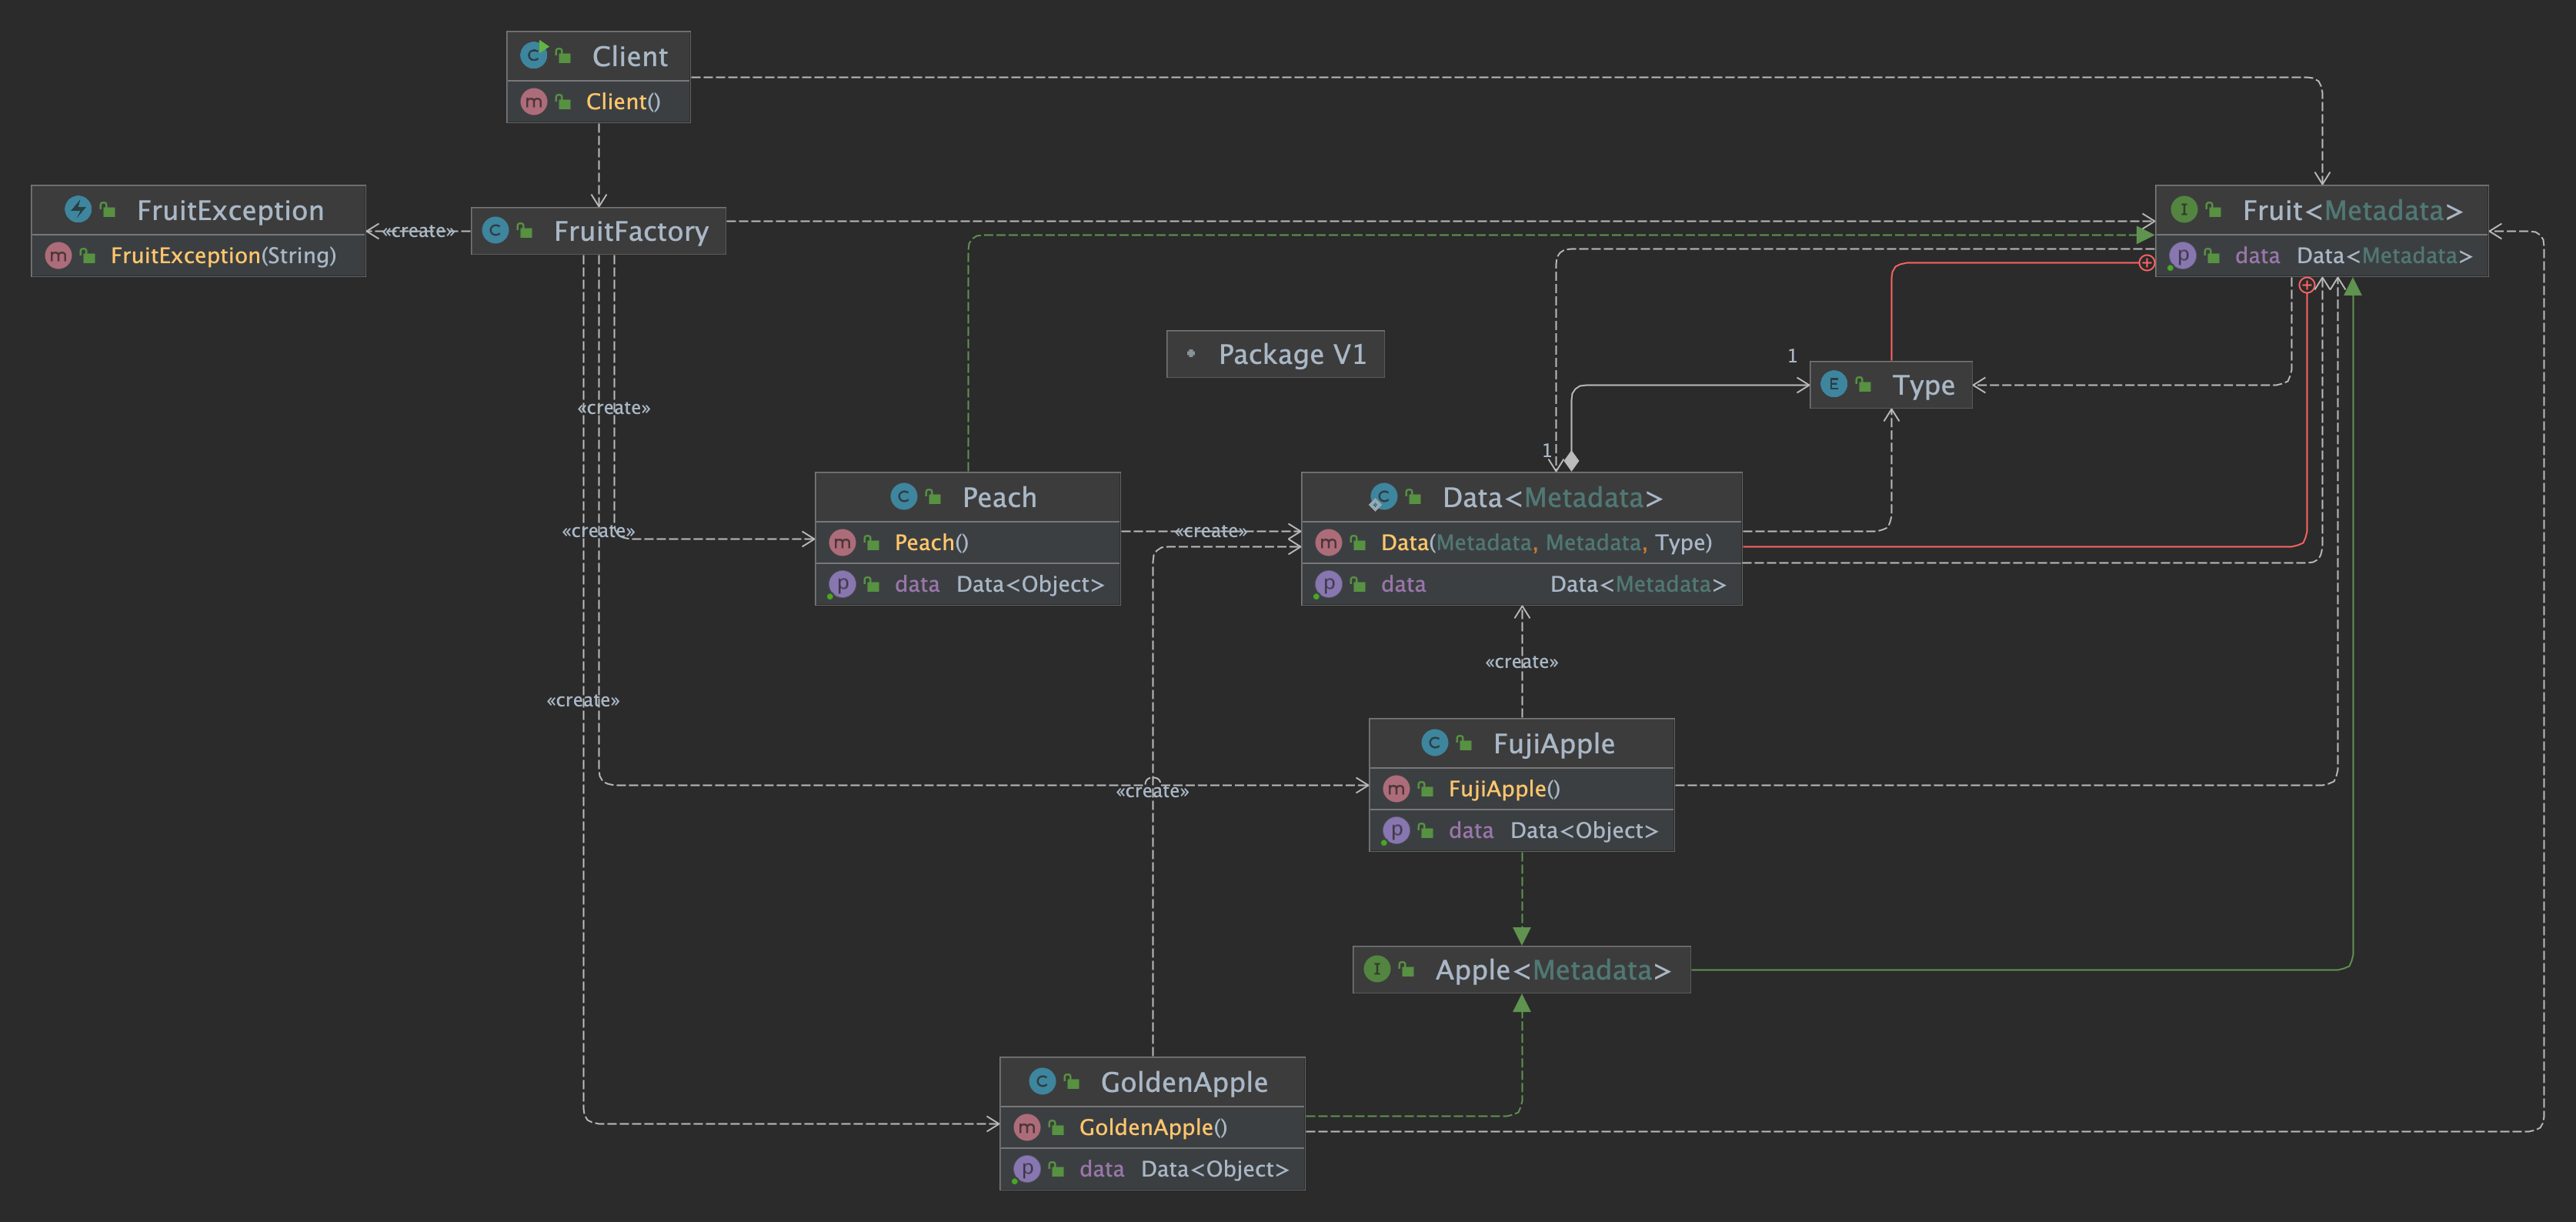 Client
Client()
FruitException
FruitException(String)
«create»
FruitFactory
Fruit<Metadata>
data Data<Metadata>
Package V1
1
Type
«create»
1
Peach
Peach()
data Data<Object>
«create»
«create»
Data<Metadata>
Data(Metadata, Metadata, Type)
data Data<Metadata>
«create»
«create»
FujiApple
FujiApple()
data Data<Object>
«create»
Apple<Metadata>
GoldenApple
GoldenApple()
data Data<Object>